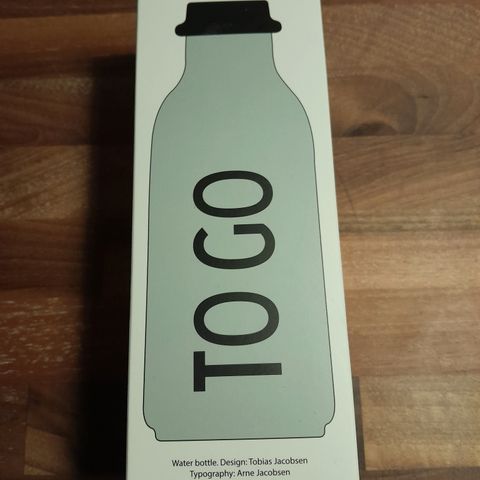 TO GO
Water bottle. Design: Tobias Jacobsen
Typography: Arne Jacobsen